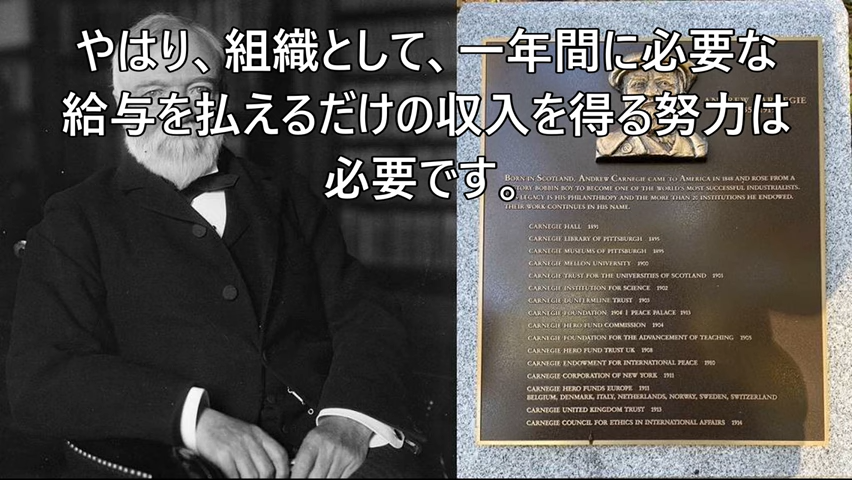 やはり、組織として、一年間に必要な
給与を払えるだけの収入を得る努力は
必要です。
CARNEGIE
BORN IN SCOTLAND, ANDREW CARNEGIE CAME TO AMERICA IN 1848 AND ROSE FROM A
BOBBIN BOY TO BECOME ONE OF THE WORLD'S MOST SUCCESSFUL INDUSTRIALISTS.
LEGACY IS HIS PHILANTHROPY AND THE MORE THAN 20 INSTITUTIONS HE ENDOWED.
THEIR WORK CONTINUES IN HIS NAME.
CARNEGIE HALL 1891
CARNEGIE LIBRARY OF PITTSBURGH 1895
CARNEGIE MUSEUMS OF PITTSBURGH 1895
CARNEGIE MELLON UNIVERSITY 1900
CARNEGIE TRUST FOR THE UNIVERSITIES OF SCOTLAND 1901
CARNEGIE INSTITUTION FOR SCIENCE 1902
CARNEGIE DUNFERMLINE TRUST 1903
CARNEGIE FOUNDATION 1904 | PEACE PALACE 1913
CARNEGIE HERO FUND COMMISSION 1904
CARNEGIE FOUNDATION FOR THE ADVANCEMENT OF TEACHING 1905
CARNEGIE HERO FUND TRUST UK 1908
CARNEGIE ENDOWMENT FOR INTERNATIONAL PEACE 1910
CARNEGIE CORPORATION OF NEW YORK 1911
CARNEGIE HERO FUNDS EUROPE 1911
BELGIUM, DENMARK, ITALY, NETHERLANDS, NORWAY, SWEDEN, SWITZERLAND
CARNEGIE UNITED KINGDOM TRUST 1913
CARNEGIE COUNCIL FOR ETHICS IN INTERNATIONAL AFFAIRS 1914